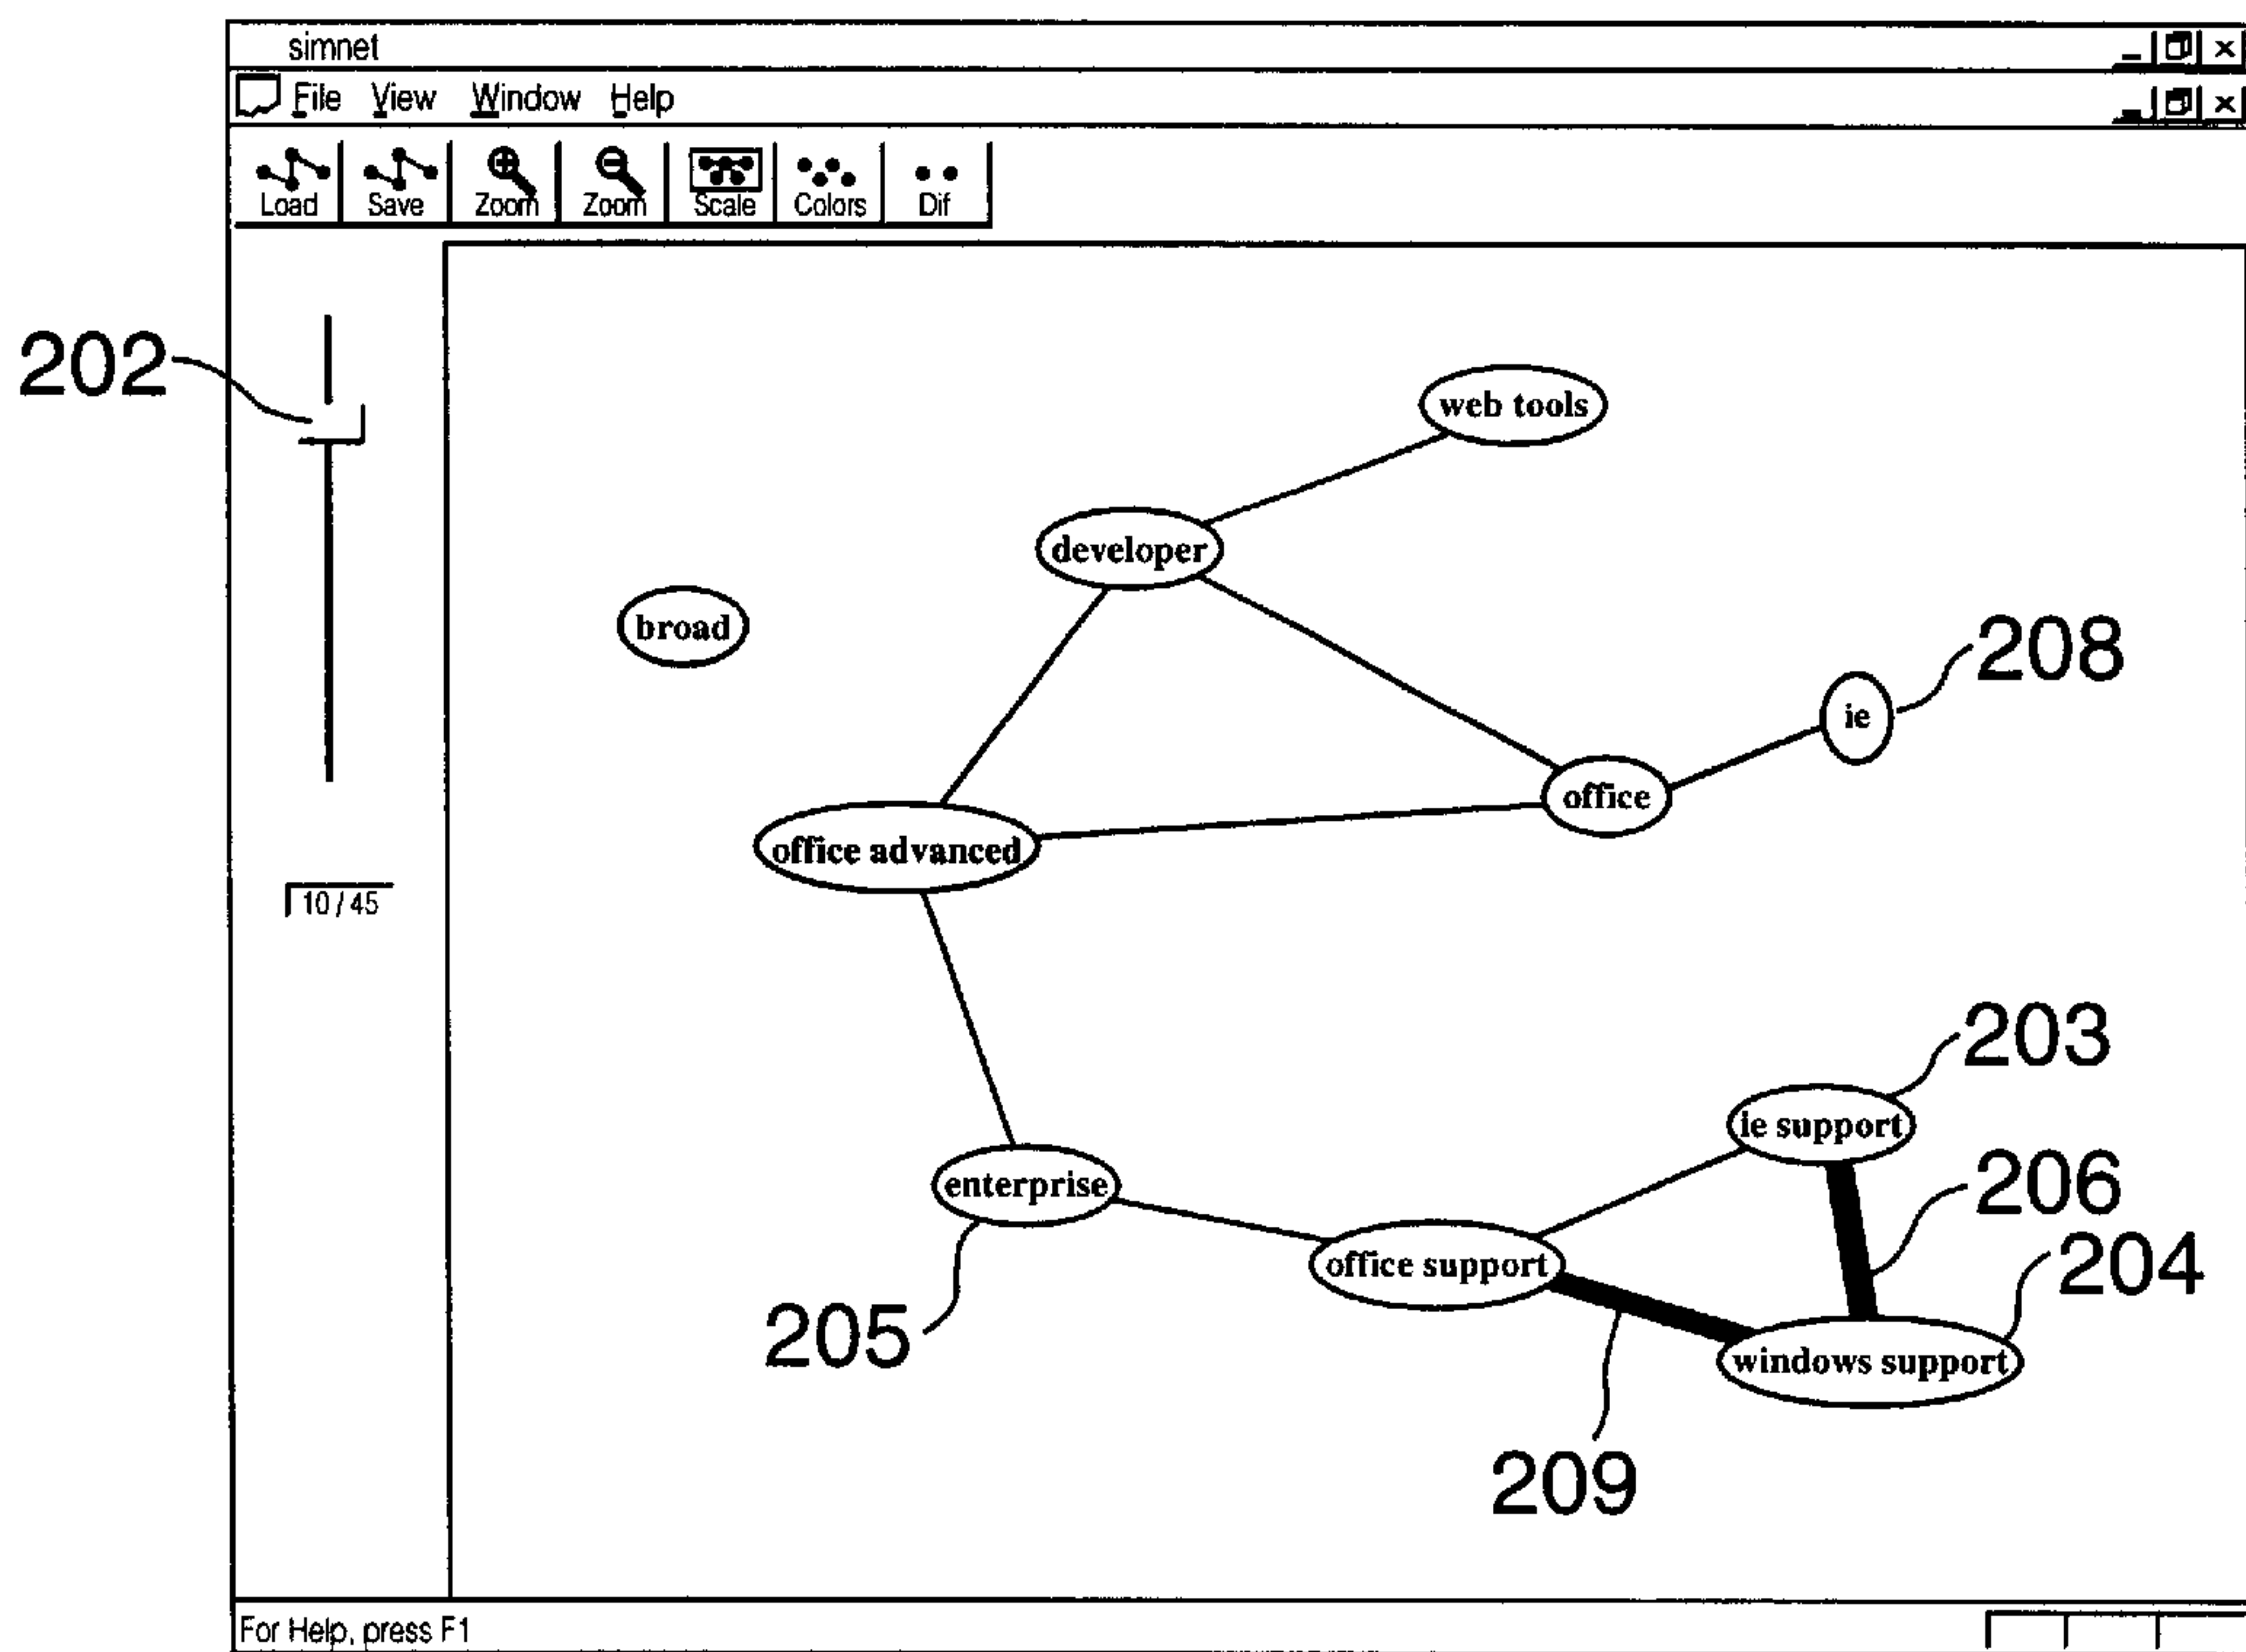 simnet
File View Window Help
Load Save Zoom Zoom Scale Colors Dif
202
web tools
developer
broad
208
ie
office
office advanced
10/45
203
ie support
206
enterprise
204
office support
205
windows support
209
For Help, press F1